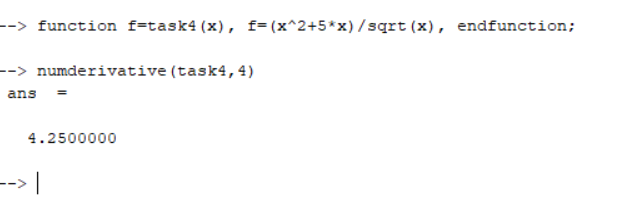 --> function f=task4(x), f=(x^2+5*x)/sqrt(x), endfunction;
--> numderivative(task4,4)
ans  =
4.2500000
-->